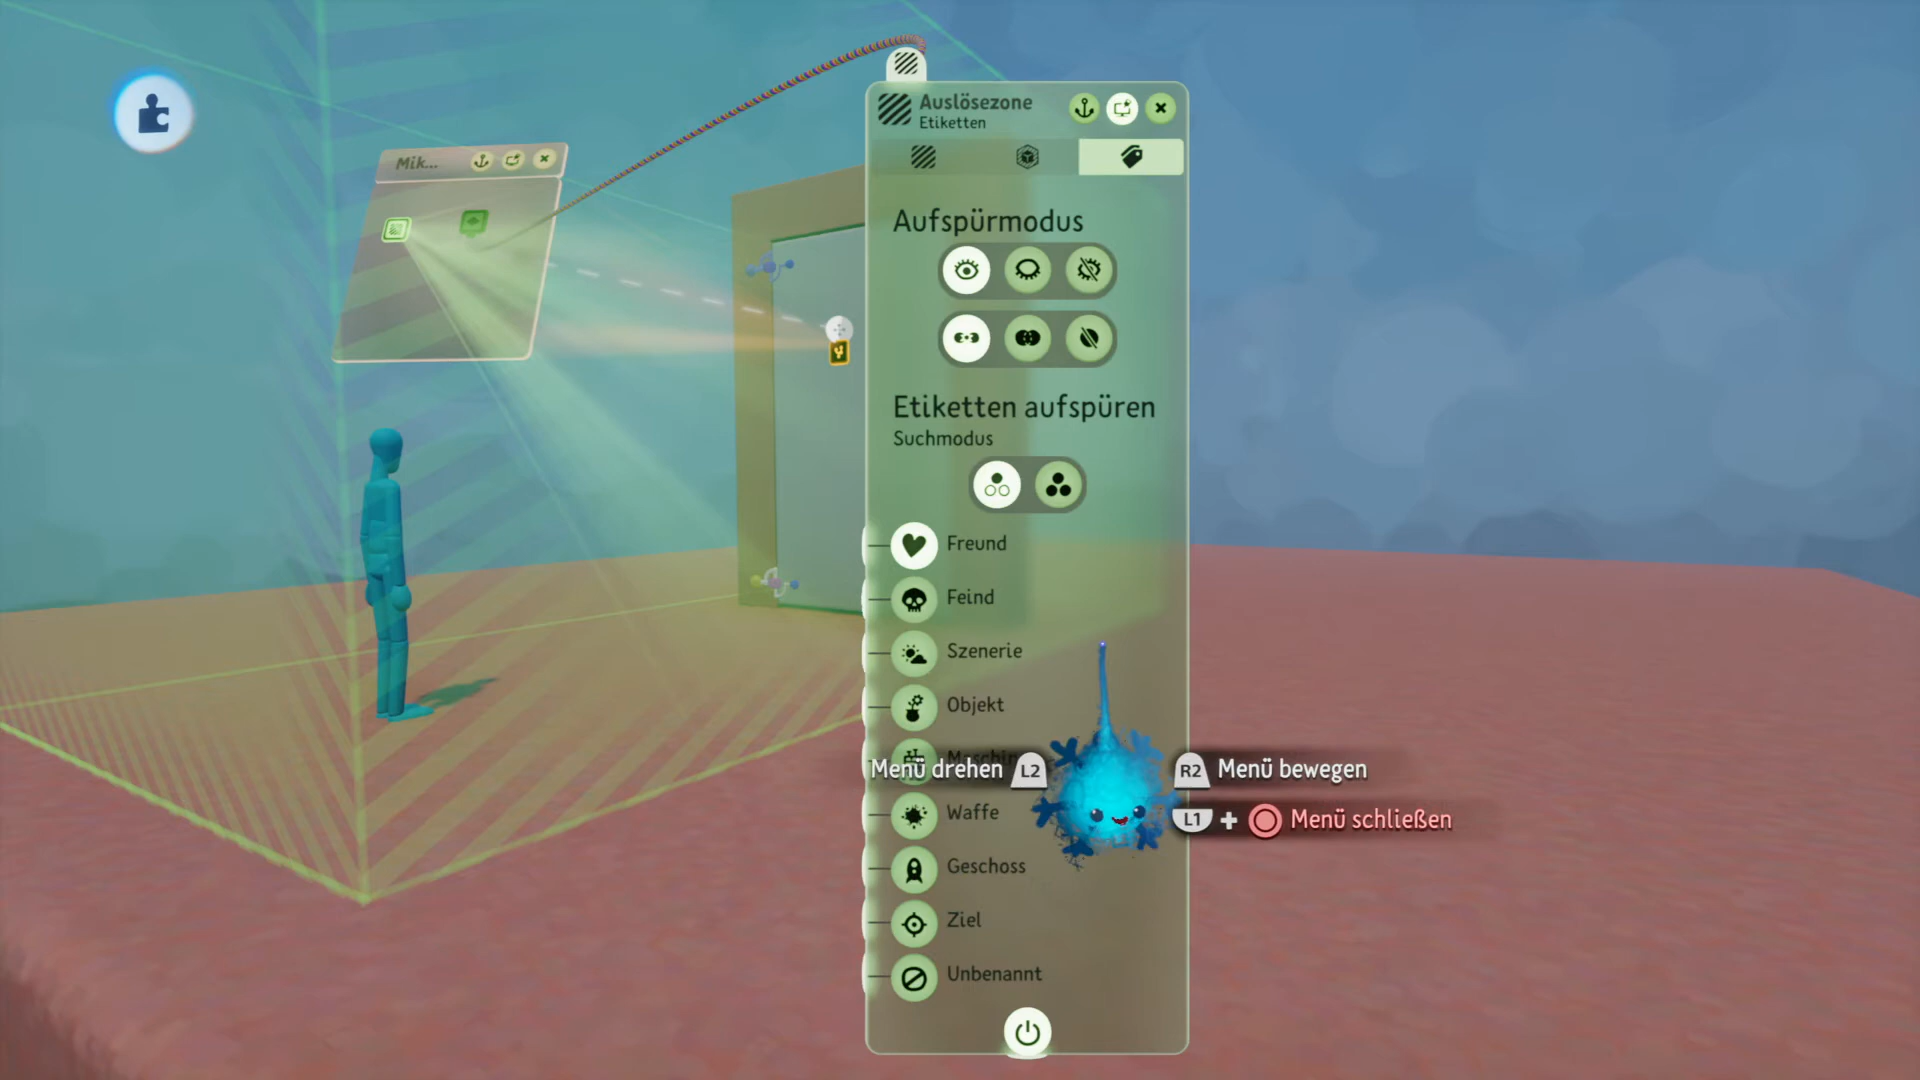 Mik...
Auslösezone
Etiketten
Aufspürmodus
Etiketten aufspüren
Suchmodus
Freund
Feind
Szenerie
Objekt
Menü drehen L2
R2 Menü bewegen
Waffe
L1 + Menü schließen
Geschoss
Ziel
Unbenannt